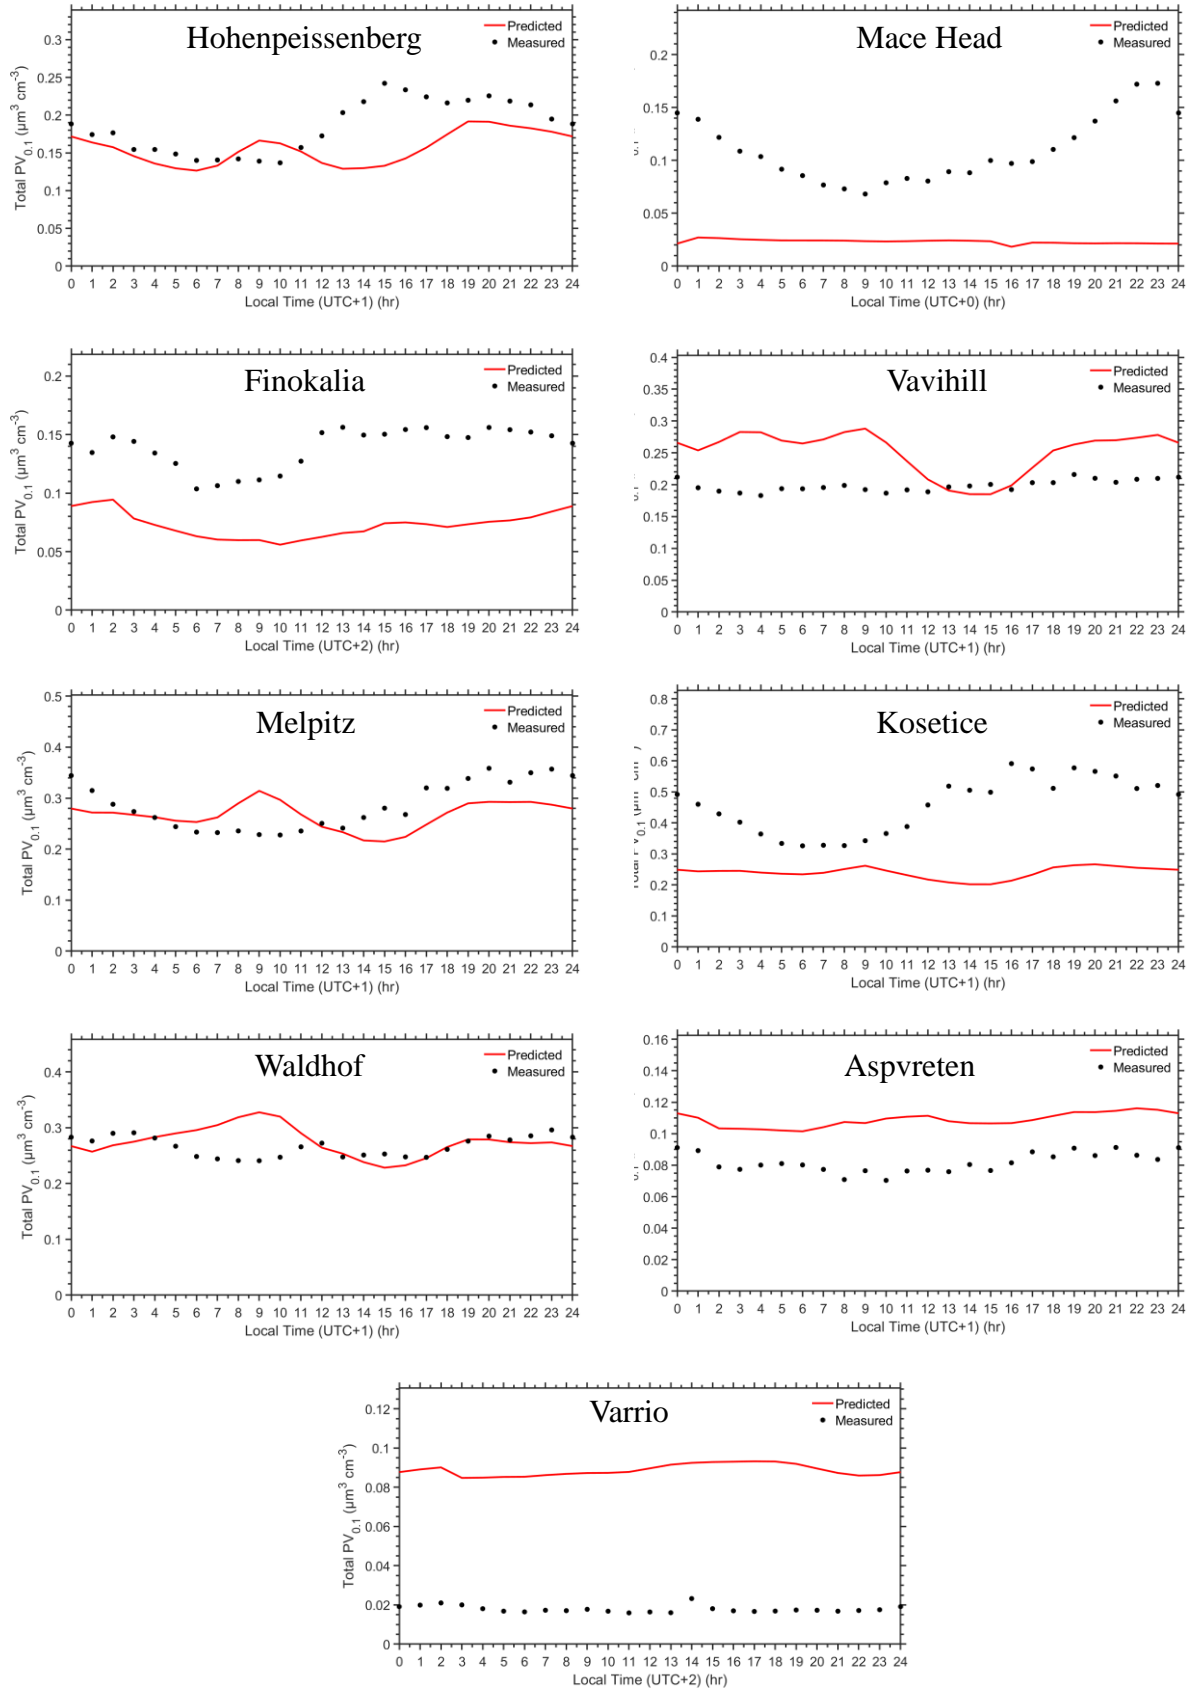 Hohenpeissenberg
Predicted
Measured
Total PV0.1 (µm3 cm-3)
0.3
0.25
0.2
0.15
0.1
0.05
0
0 1 2 3 4 5 6 7 8 9 10 11 12 13 14 15 16 17 18 19 20 21 22 23 24
Local Time (UTC+1) (hr)
Mace Head
Predicted
Measured
0.2
0.15
0.1
0.05
0
0 1 2 3 4 5 6 7 8 9 10 11 12 13 14 15 16 17 18 19 20 21 22 23 24
Local Time (UTC+0) (hr)
Finokalia
Predicted
Measured
Total PV0.1 (µm3 cm-3)
0.2
0.15
0.1
0.05
0
0 1 2 3 4 5 6 7 8 9 10 11 12 13 14 15 16 17 18 19 20 21 22 23 24
Local Time (UTC+2) (hr)
Vavihill
Predicted
Measured
0.4
0.35
0.3
0.25
0.2
0.15
0.1
0.05
0
0 1 2 3 4 5 6 7 8 9 10 11 12 13 14 15 16 17 18 19 20 21 22 23 24
Local Time (UTC+1) (hr)
Melpitz
Predicted
Measured
Total PV0.1 (µm3 cm-3)
0.5
0.4
0.3
0.2
0.1
0
0 1 2 3 4 5 6 7 8 9 10 11 12 13 14 15 16 17 18 19 20 21 22 23 24
Local Time (UTC+1) (hr)
Kosetice
Predicted
Measured
Total PV0.1 (µm3 cm-3)
0.8
0.7
0.6
0.5
0.4
0.3
0.2
0.1
0
0 1 2 3 4 5 6 7 8 9 10 11 12 13 14 15 16 17 18 19 20 21 22 23 24
Local Time (UTC+1) (hr)
Waldhof
Predicted
Measured
Total PV0.1 (µm3 cm-3)
0.4
0.3
0.2
0.1
0
0 1 2 3 4 5 6 7 8 9 10 11 12 13 14 15 16 17 18 19 20 21 22 23 24
Local Time (UTC+1) (hr)
Aspvreten
Predicted
Measured
0.16
0.14
0.12
0.1
0.08
0.06
0.04
0.02
0
0 1 2 3 4 5 6 7 8 9 10 11 12 13 14 15 16 17 18 19 20 21 22 23 24
Local Time (UTC+1) (hr)
Varrio
Predicted
Measured
Total PV0.1 (µm3 cm-3)
0.12
0.1
0.08
0.06
0.04
0.02
0
0 1 2 3 4 5 6 7 8 9 10 11 12 13 14 15 16 17 18 19 20 21 22 23 24
Local Time (UTC+2) (hr)